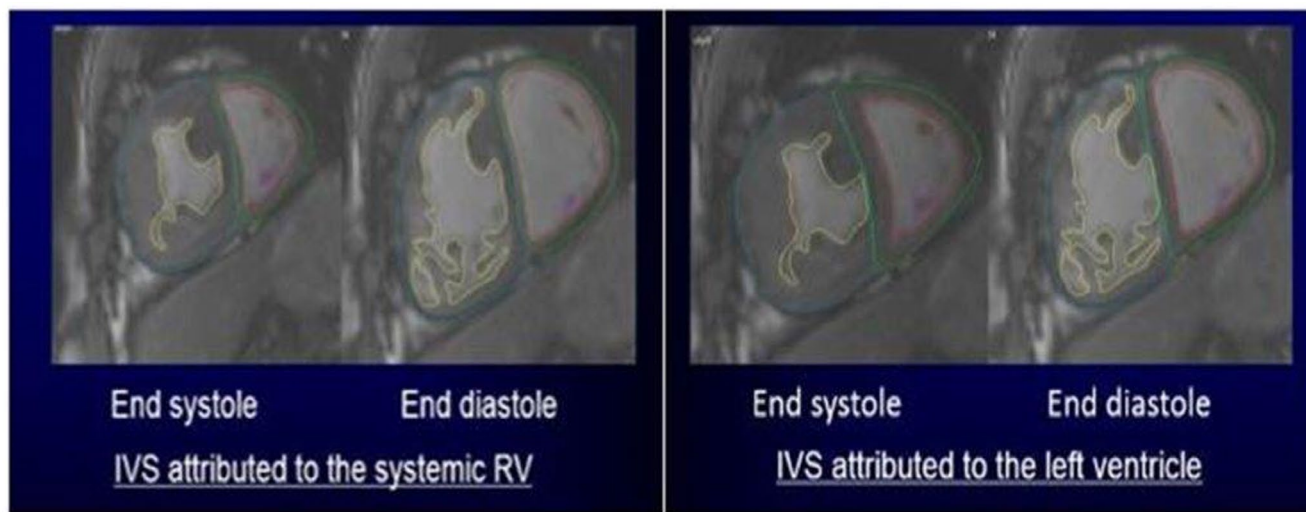 End systole End diastole
IVS attributed to the systemic RV
End systole End diastole
IVS attributed to the left ventricle